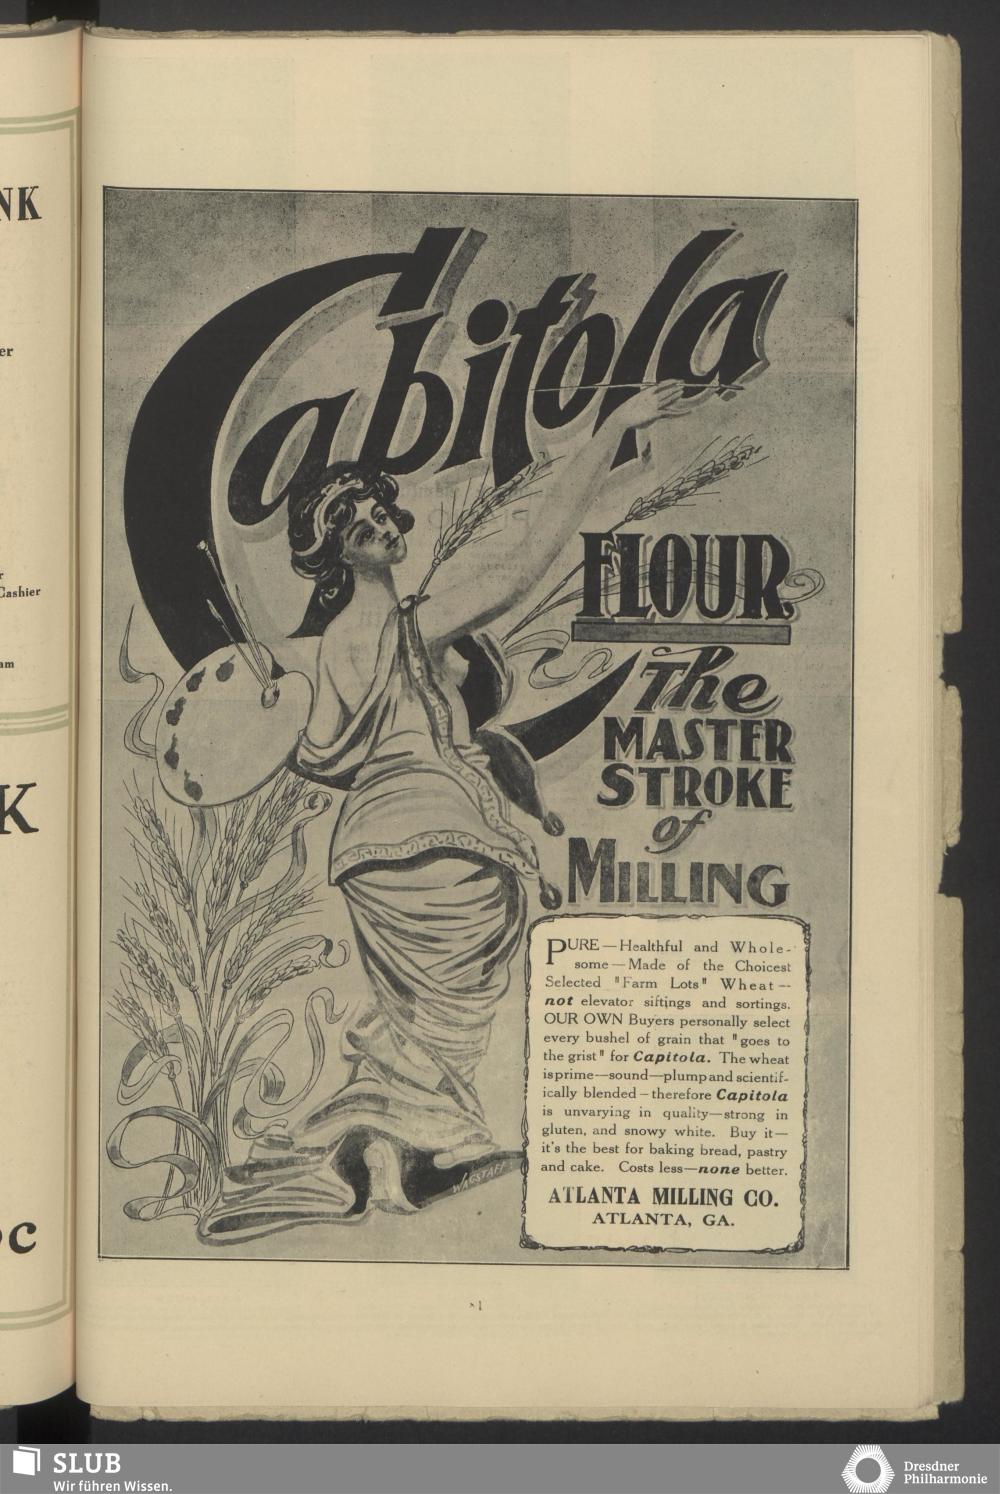 NK
er
r
Cashier
am
K
oc
Capitola
FLOUR
The
MASTER
STROKE
of
MILLING
PURE—Healthful and Whole-
some—Made of the Choicest
Selected "Farm Lots" Wheat—
not elevator siftings and sortings.
OUR OWN Buyers personally select
every bushel of grain that "goes to
the grist" for Capitola. The wheat
is prime—sound—plump and scientif-
ically blended—therefore Capitola
is unvarying in quality—strong in
gluten, and snowy white. Buy it—
it's the best for baking bread, pastry
and cake. Costs less—none better.
ATLANTA MILLING CO.
ATLANTA, GA.
WAGSTAFF
SLUB
Wir führen Wissen.
Dresdner
Philharmonie